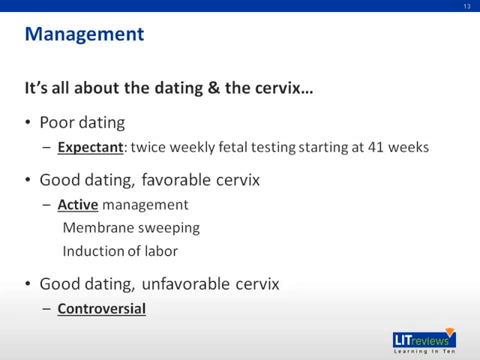 13
Management
It's all about the dating & the cervix...
• Poor dating
– Expectant: twice weekly fetal testing starting at 41 weeks
• Good dating, favorable cervix
– Active management
Membrane sweeping
Induction of labor
• Good dating, unfavorable cervix
– Controversial
LITreviews
Learning In Ten